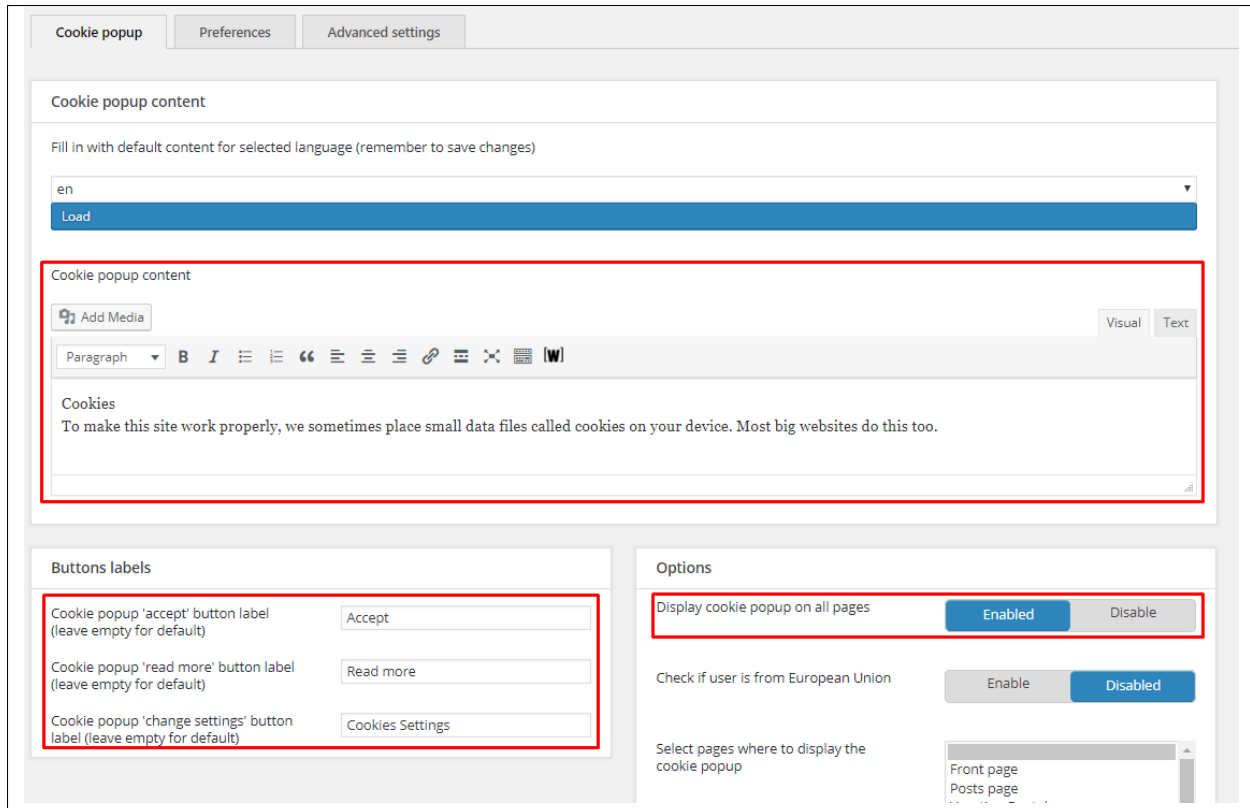 Cookie popup
Preferences
Advanced settings
Cookie popup content
Fill in with default content for selected language (remember to save changes)
en
Load
Cookie popup content
Add Media
Visual
Text
Paragraph
B I
[W]
Cookies
To make this site work properly, we sometimes place small data files called cookies on your device. Most big websites do this too.
Buttons labels
Cookie popup 'accept' button label
(leave empty for default)
Accept
Cookie popup 'read more' button label
(leave empty for default)
Read more
Cookie popup 'change settings' button
label (leave empty for default)
Cookies Settings
Options
Display cookie popup on all pages
Enabled
Disable
Check if user is from European Union
Enable
Disabled
Select pages where to display the
cookie popup
Front page
Posts page